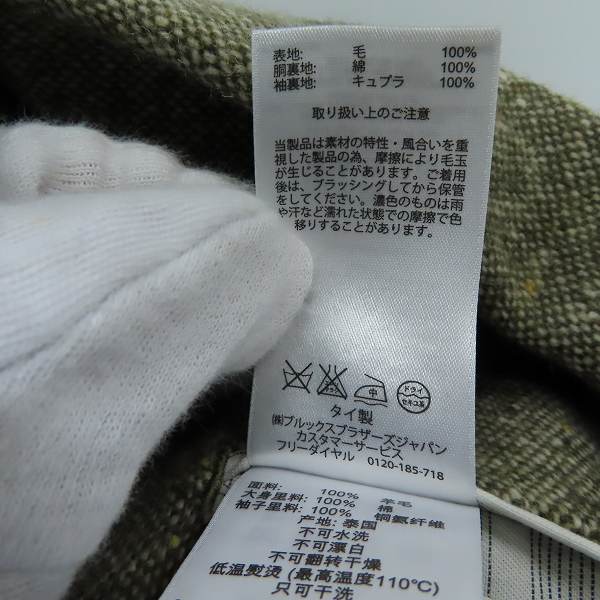 表地: 毛 100%
胴裏地: 綿 100%
袖裏地: キュプラ 100%
取り扱い上のご注意
当製品は素材の特性・風合いを重
視した製品の為、摩擦により毛玉
が生じることがあります。ご着用
後は、ブラッシングしてから保管
をしてください。濃色のものは雨
や汗など濡れた状態での摩擦で色
移りすることがあります。
中 ドライ セキユ系
タイ製
㈱ブルックスブラザーズジャパン
カスタマーサービス
フリーダイヤル 0120-185-718
面料: 100% 羊毛
大身里料: 100% 棉
袖子里料: 100% 铜氨纤维
产地: 泰国
不可水洗
不可漂白
不可翻转干燥
低温熨烫 (最高温度110℃)
只可干洗